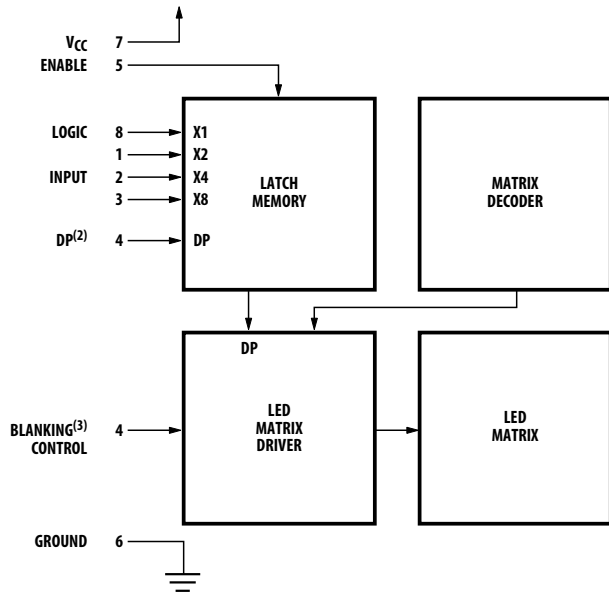 VCC 7
ENABLE 5
LOGIC 8 X1
1 X2
INPUT 2 X4
3 X8
DP(2) 4 DP
LATCH
MEMORY
MATRIX
DECODER
DP
BLANKING(3) 4
CONTROL
LED
MATRIX
DRIVER
LED
MATRIX
GROUND 6